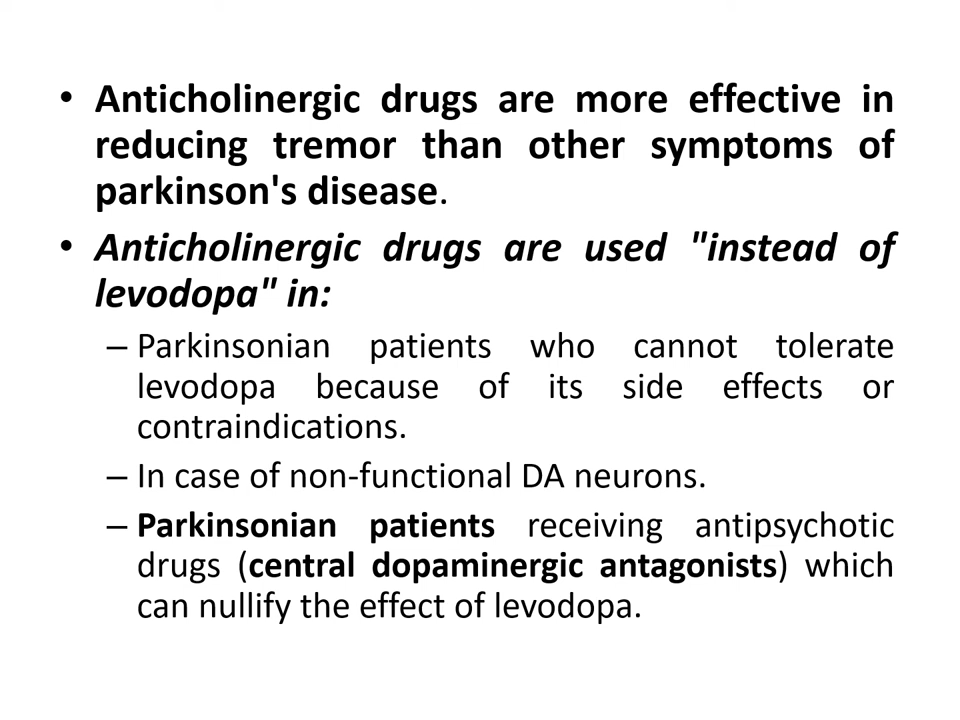 • Anticholinergic drugs are more effective in
reducing tremor than other symptoms of
parkinson's disease.
• Anticholinergic drugs are used "instead of
levodopa" in:
– Parkinsonian patients who cannot tolerate
levodopa because of its side effects or
contraindications.
– In case of non-functional DA neurons.
– Parkinsonian patients receiving antipsychotic
drugs (central dopaminergic antagonists) which
can nullify the effect of levodopa.